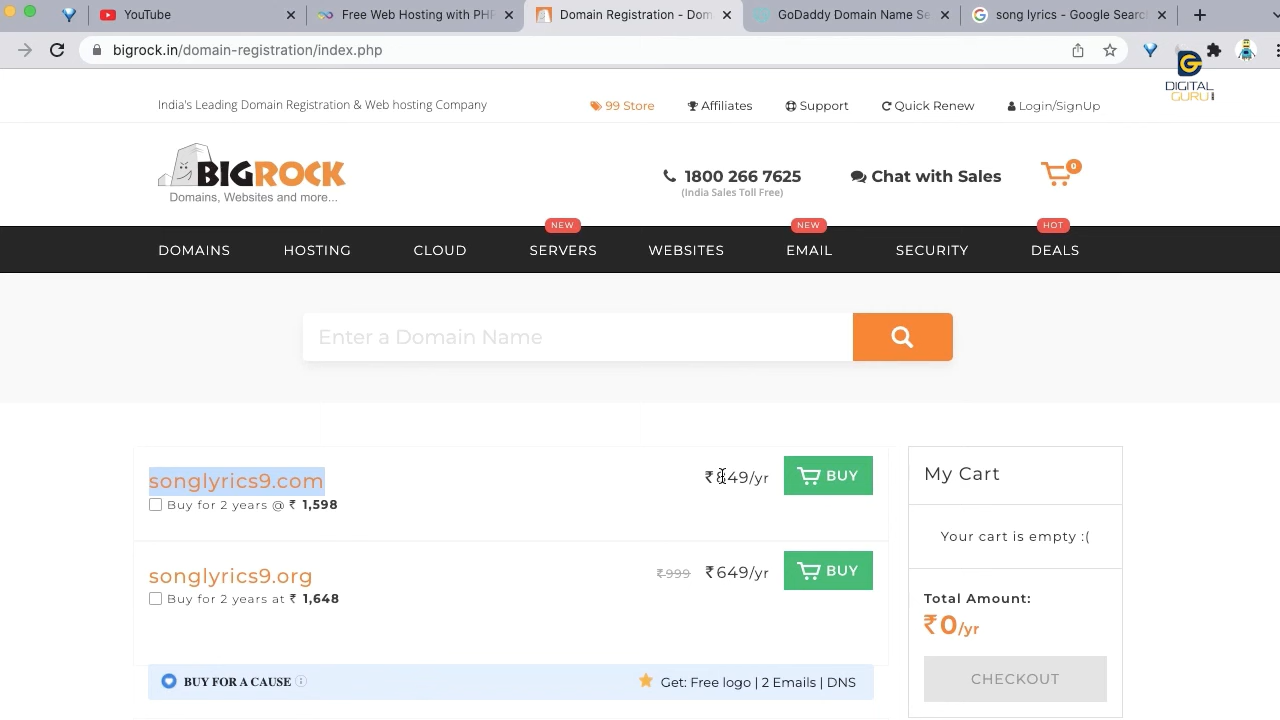 YouTube
Free Web Hosting with PHP
Domain Registration - Dom
GoDaddy Domain Name Se
song lyrics - Google Search
bigrock.in/domain-registration/index.php
DIGITAL
GURU
India's Leading Domain Registration & Web hosting Company
99 Store
Affiliates
Support
Quick Renew
Login/SignUp
BIGROCK
Domains, Websites and more...
1800 266 7625
(India Sales Toll Free)
Chat with Sales
0
NEW
NEW
HOT
DOMAINS
HOSTING
CLOUD
SERVERS
WEBSITES
EMAIL
SECURITY
DEALS
Enter a Domain Name
songlyrics9.com
Buy for 2 years @ ₹ 1,598
₹849/yr
BUY
songlyrics9.org
Buy for 2 years at ₹ 1,648
₹999
₹649/yr
BUY
BUY FOR A CAUSE
Get: Free logo | 2 Emails | DNS
My Cart
Your cart is empty :(
Total Amount:
₹0/yr
CHECKOUT